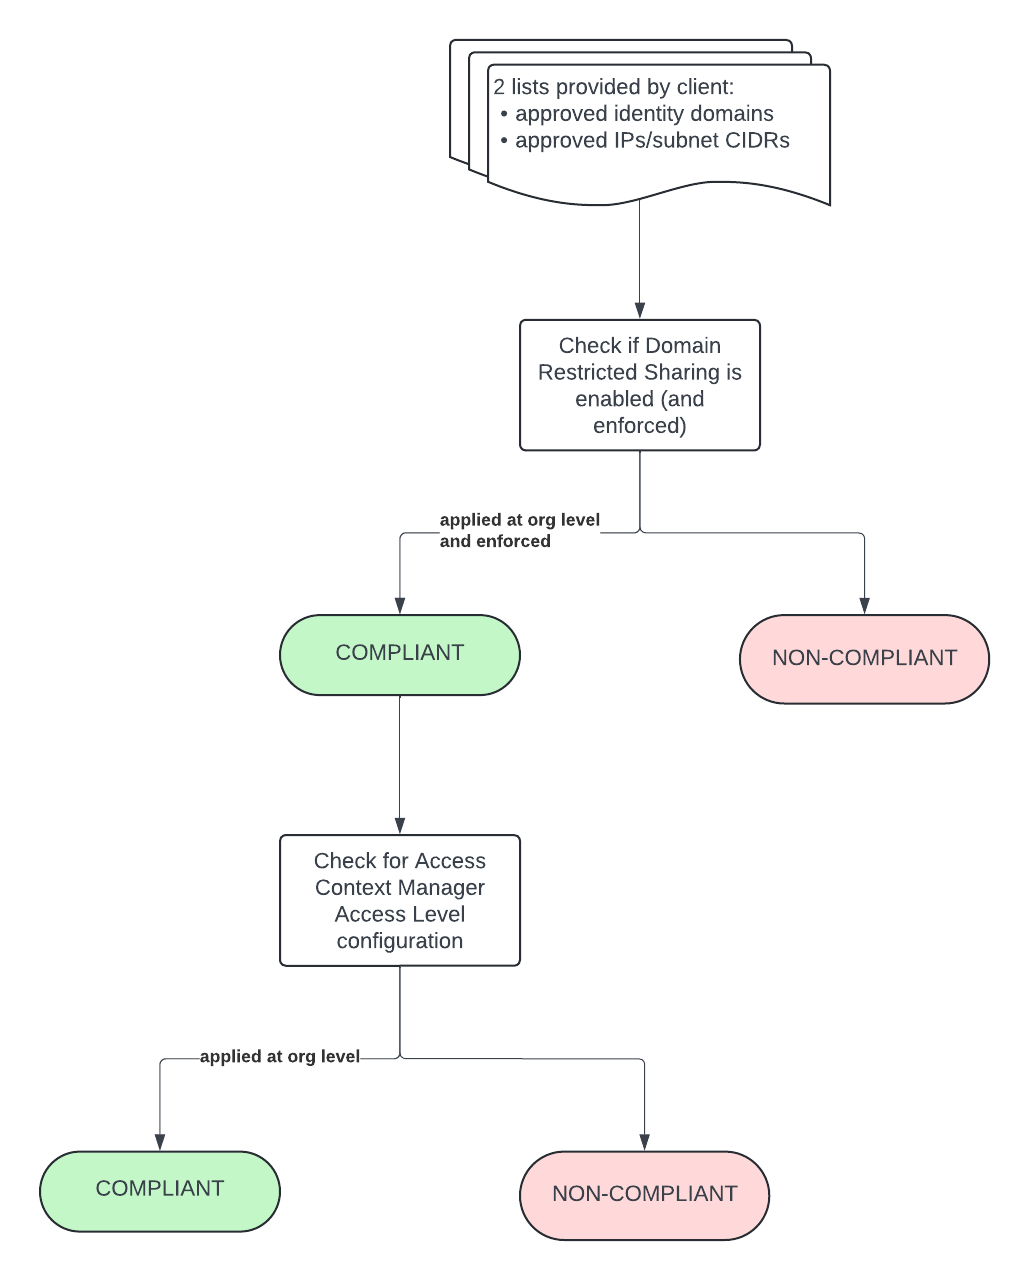 2 lists provided by client:
• approved identity domains
• approved IPs/subnet CIDRs
Check if Domain
Restricted Sharing is
enabled (and
enforced)
applied at org level
and enforced
COMPLIANT
NON-COMPLIANT
Check for Access
Context Manager
Access Level
configuration
applied at org level
COMPLIANT
NON-COMPLIANT